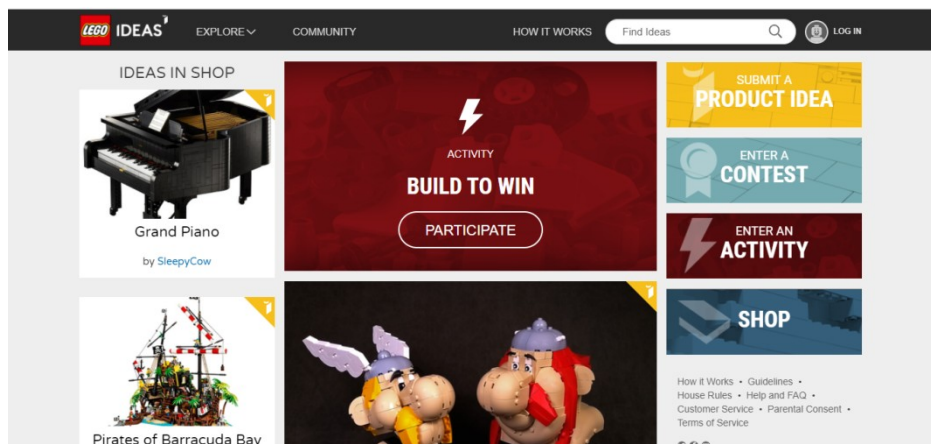 LEGO IDEAS
EXPLORE
COMMUNITY
HOW IT WORKS
Find Ideas
LOG IN
IDEAS IN SHOP
Grand Piano
by SleepyCow
Pirates of Barracuda Bay
ACTIVITY
BUILD TO WIN
PARTICIPATE
SUBMIT A
PRODUCT IDEA
ENTER A
CONTEST
ENTER AN
ACTIVITY
SHOP
How it Works • Guidelines •
House Rules • Help and FAQ •
Customer Service • Parental Consent •
Terms of Service